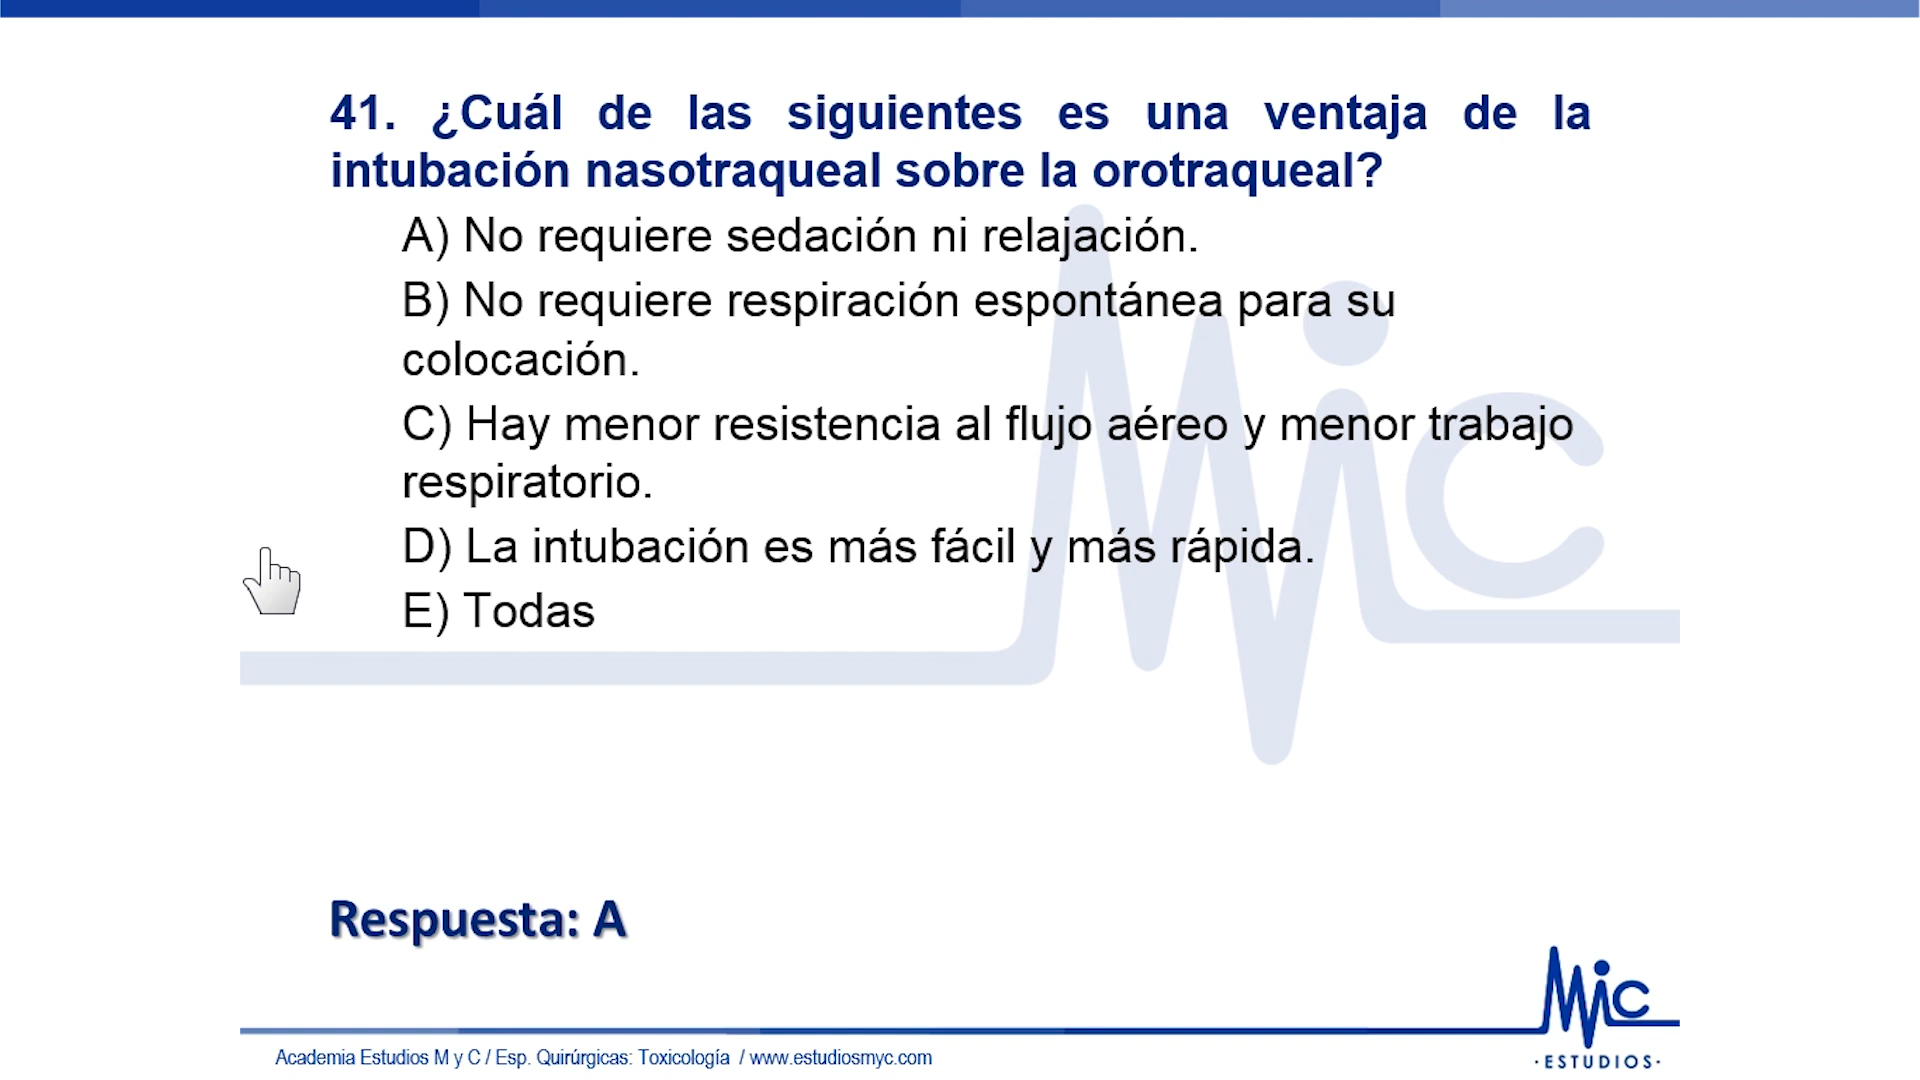 41. ¿Cuál de las siguientes es una ventaja de la
intubación nasotraqueal sobre la orotraqueal?
A) No requiere sedación ni relajación.
B) No requiere respiración espontánea para su
colocación.
C) Hay menor resistencia al flujo aéreo y menor trabajo
respiratorio.
D) La intubación es más fácil y más rápida.
E) Todas
Respuesta: A
Academia Estudios M y C / Esp. Quirúrgicas: Toxicología / www.estudiosmyc.com
MyC
·ESTUDIOS·